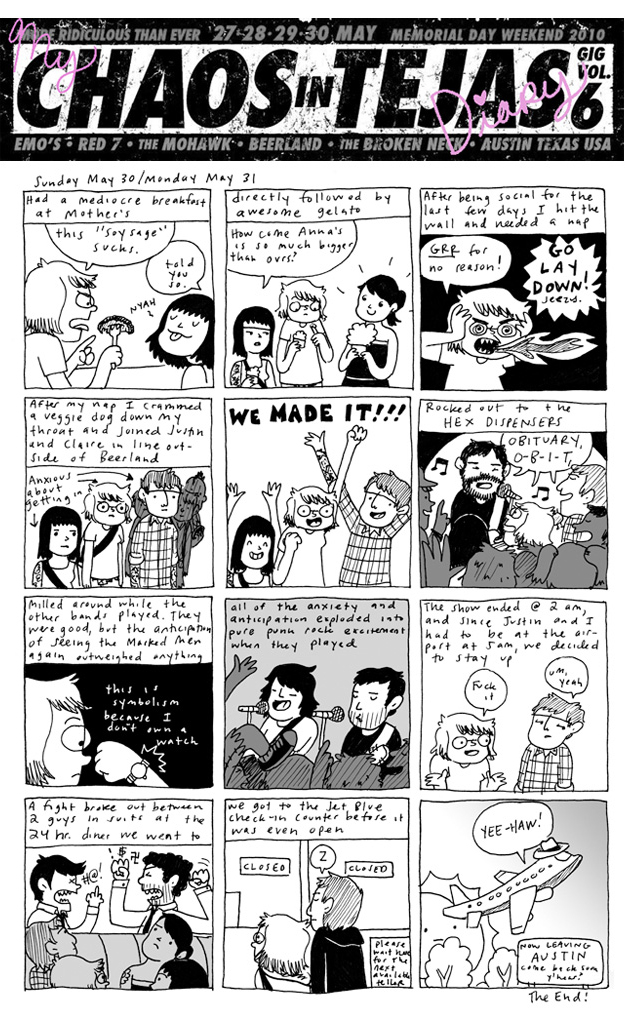 MORE RIDICULOUS THAN EVER 27-28-29-30 MAY MEMORIAL DAY WEEKEND 2010
My
CHAOS IN TEJAS
GIG
VOL.
6
Diary
EMO'S • RED 7 • THE MOHAWK • BEERLAND • THE BROKEN NECK • AUSTIN TEXAS USA
Sunday May 30/Monday May 31
Had a mediocre breakfast
at Mother's
this "soysage"
sucks.
told
you
so.
NYAH
directly followed by
awesome gelato
How come Anna's
is so much bigger
than ours?
After being social for the
last few days I hit the
wall and needed a nap
GRR for
no reason!
GO
LAY
DOWN!
jeezus.
After my nap I crammed
a veggie dog down my
throat and joined Justin
and Claire in line out-
side of Beerland
Anxious
about
getting in
WE MADE IT!!!
Rocked out to the
HEX DISPENSERS
OBITUARY,
O-B-I-T,
Milled around while the
other bands played. They
were good, but the anticipation
of seeing the Marked Men
again outweighed anything
this is
symbolism
because I
don't own a
watch
all of the anxiety and
anticipation exploded into
pure punk rock excitement
when they played
The show ended @ 2 am,
and since Justin and I
had to be at the air-
port at 5am, we decided
to stay up
Fuck
it
um,
yeah
A fight broke out between
2 guys in suits at the
24 hr. diner we went to
#@!
$
we got to the Jet Blue
check-in counter before it
was even open
CLOSED
Z
CLOSED
please
wait here
for the
next
available
teller
YEE-HAW!
NOW LEAVING
AUSTIN
come back soon
y'hear?
The End!